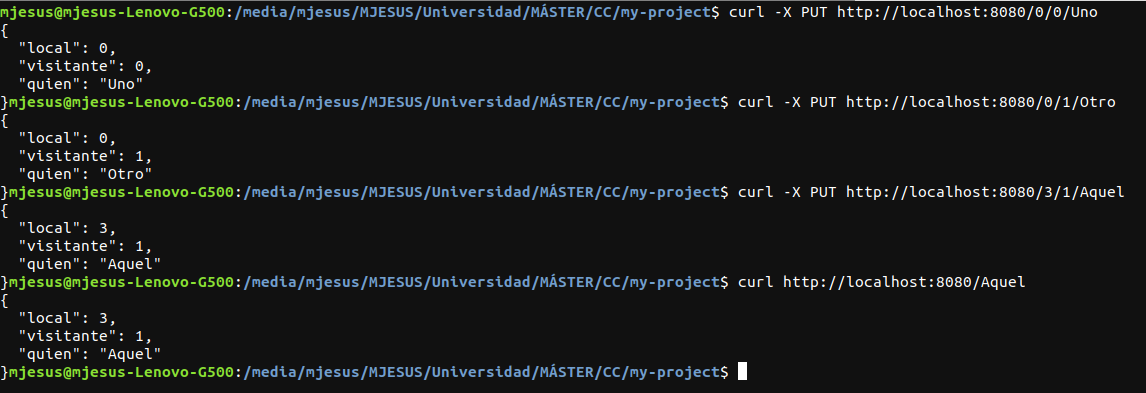 mjesus@mjesus-Lenovo-G500:/media/mjesus/MJESUS/Universidad/MÁSTER/CC/my-project$ curl -X PUT http://localhost:8080/0/0/Uno
{
  "local": 0,
  "visitante": 0,
  "quien": "Uno"
}mjesus@mjesus-Lenovo-G500:/media/mjesus/MJESUS/Universidad/MÁSTER/CC/my-project$ curl -X PUT http://localhost:8080/0/1/Otro
{
  "local": 0,
  "visitante": 1,
  "quien": "Otro"
}mjesus@mjesus-Lenovo-G500:/media/mjesus/MJESUS/Universidad/MÁSTER/CC/my-project$ curl -X PUT http://localhost:8080/3/1/Aquel
{
  "local": 3,
  "visitante": 1,
  "quien": "Aquel"
}mjesus@mjesus-Lenovo-G500:/media/mjesus/MJESUS/Universidad/MÁSTER/CC/my-project$ curl http://localhost:8080/Aquel
{
  "local": 3,
  "visitante": 1,
  "quien": "Aquel"
}mjesus@mjesus-Lenovo-G500:/media/mjesus/MJESUS/Universidad/MÁSTER/CC/my-project$